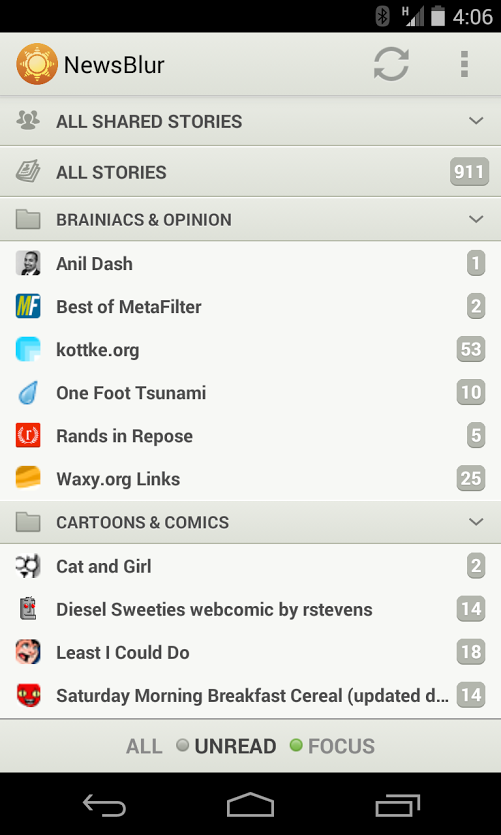 H 4:06
NewsBlur
ALL SHARED STORIES
ALL STORIES 911
BRAINIACS & OPINION
Anil Dash 1
MF Best of MetaFilter 2
kottke.org 53
One Foot Tsunami 10
(r) Rands in Repose 5
Waxy.org Links 25
CARTOONS & COMICS
Cat and Girl 2
Diesel Sweeties webcomic by rstevens 14
Least I Could Do 18
Saturday Morning Breakfast Cereal (updated d... 14
ALL UNREAD FOCUS